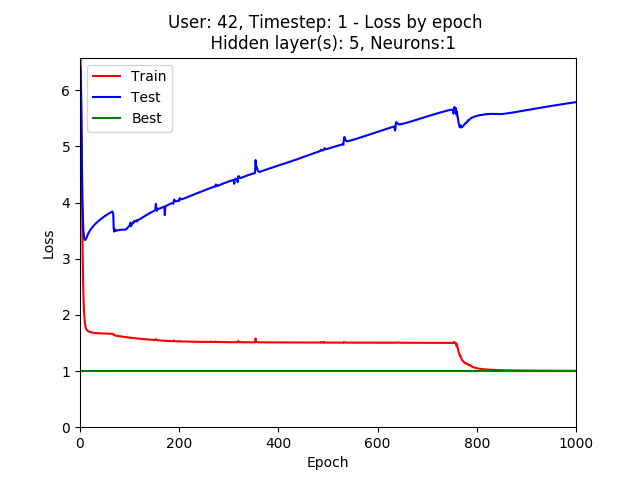 User: 42, Timestep: 1 - Loss by epoch
Hidden layer(s): 5, Neurons:1
Train
Test
Best
6
5
4
3
2
1
0
Loss
0 200 400 600 800 1000
Epoch